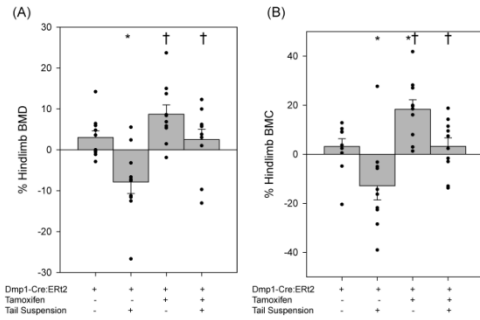 (A)
(B)
% Hindlimb BMD
30
20
10
0
-10
-20
-30
* † †
% Hindlimb BMC
40
20
0
-20
-40
* * † †
Dmp1-Cre:ERt2 + + + +
Tamoxifen - - + +
Tail Suspension - + - +
Dmp1-Cre:ERt2 + + + +
Tamoxifen - - + +
Tail Suspension - + - +